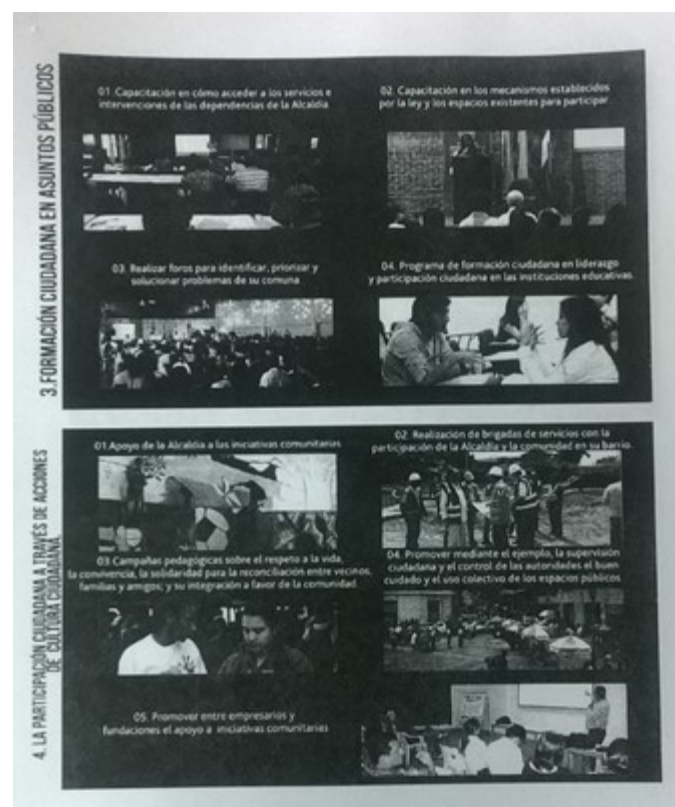 3.FORMACIÓN CIUDADANA EN ASUNTOS PÚBLICOS
01 .Capacitación en cómo acceder a los servicios e
intervenciones de las dependencias de la Alcaldía
02. Capacitación en los mecanismos establecidos
por la ley y los espacios existentes para participar
03. Realizar foros para identificar, priorizar y
solucionar problemas de su comuna
04. Programa de formación ciudadana en liderazgo
y participación ciudadana en las instituciones educativas.
4. LA PARTICIPACIÓN CIUDADANA A TRAVÉS DE ACCIONES
DE CULTURA CIUDADANA.
01.Apoyo de la Alcaldía a las iniciativas comunitarias
02. Realización de brigadas de servicios con la
participación de la Alcaldía y la comunidad en su barrio.
03 Campañas pedagógicas sobre el respeto a la vida,
la convivencia, la solidaridad para la reconciliación entre vecinos,
familias y amigos; y su integración a favor de la comunidad.
04. Promover mediante el ejemplo, la supervisión
ciudadana y el control de las autoridades el buen
cuidado y el uso colectivo de los espacios públicos
05. Promover entre empresarios y
fundaciones el apoyo a iniciativas comunitarias